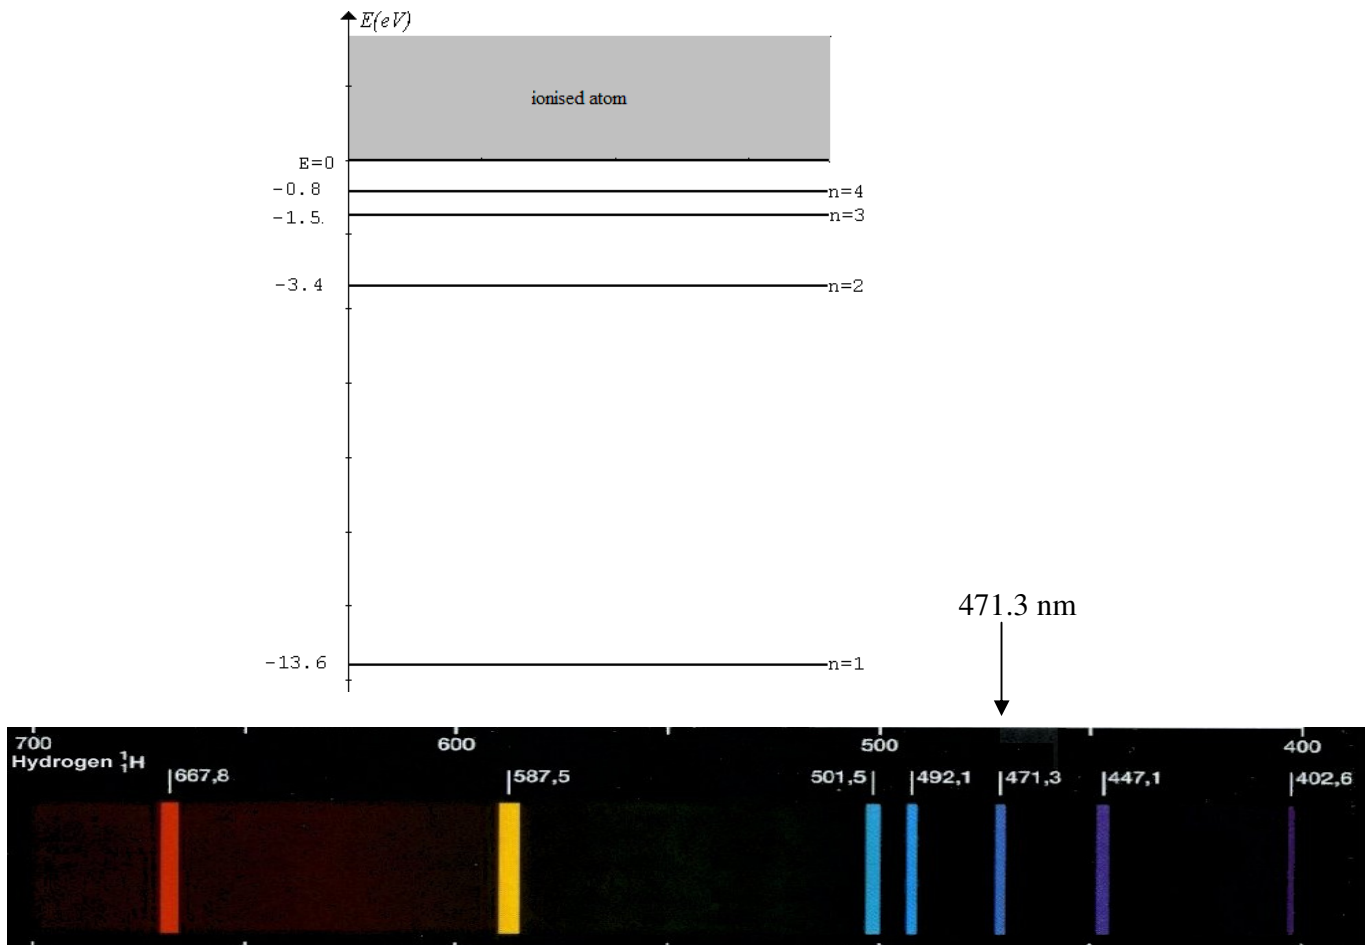 E(eV)
ionised atom
E=0
-0.8
n=4
-1.5.
n=3
-3.4
n=2
471.3 nm
-13.6
n=1
700 600 500 400
Hydrogen ¹₁H
667,8 587,5 501,5 492,1 471,3 447,1 402,6